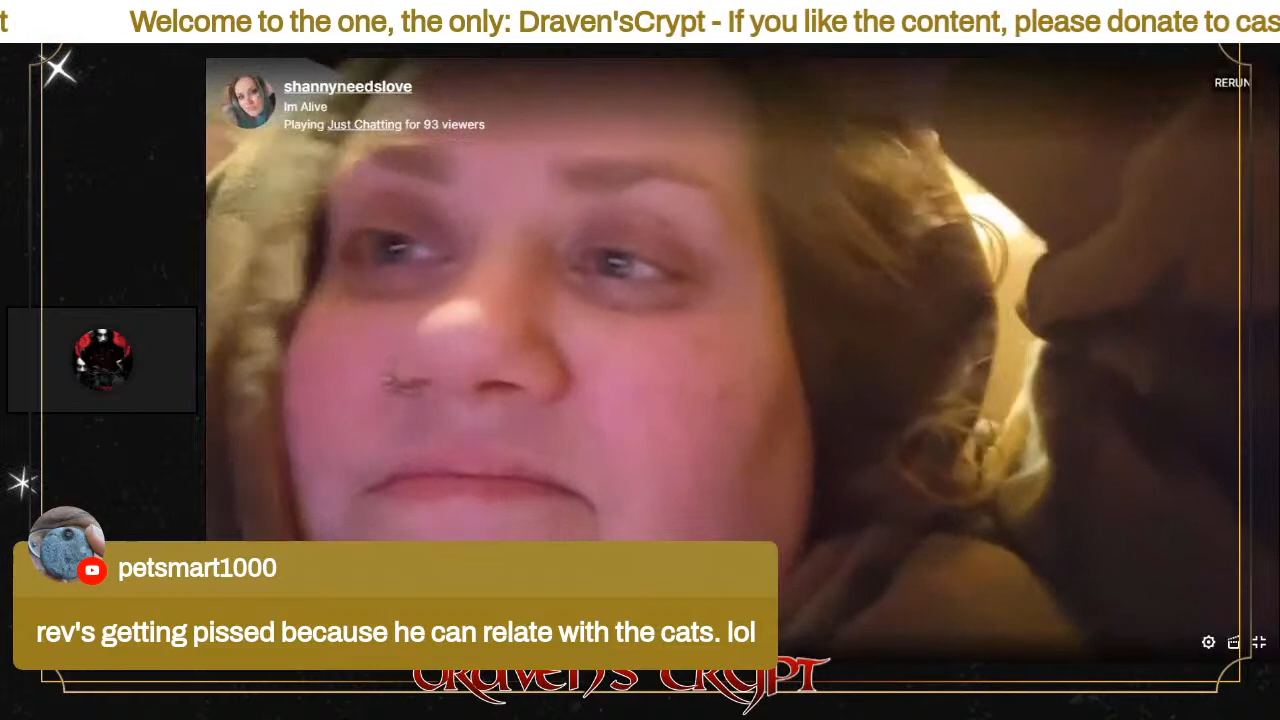 t Welcome to the one, the only: Draven'sCrypt - If you like the content, please donate to cas
shannyneedslove
Im Alive
Playing Just Chatting for 93 viewers
RERUN
petsmart1000
rev's getting pissed because he can relate with the cats. lol
Draven's Crypt